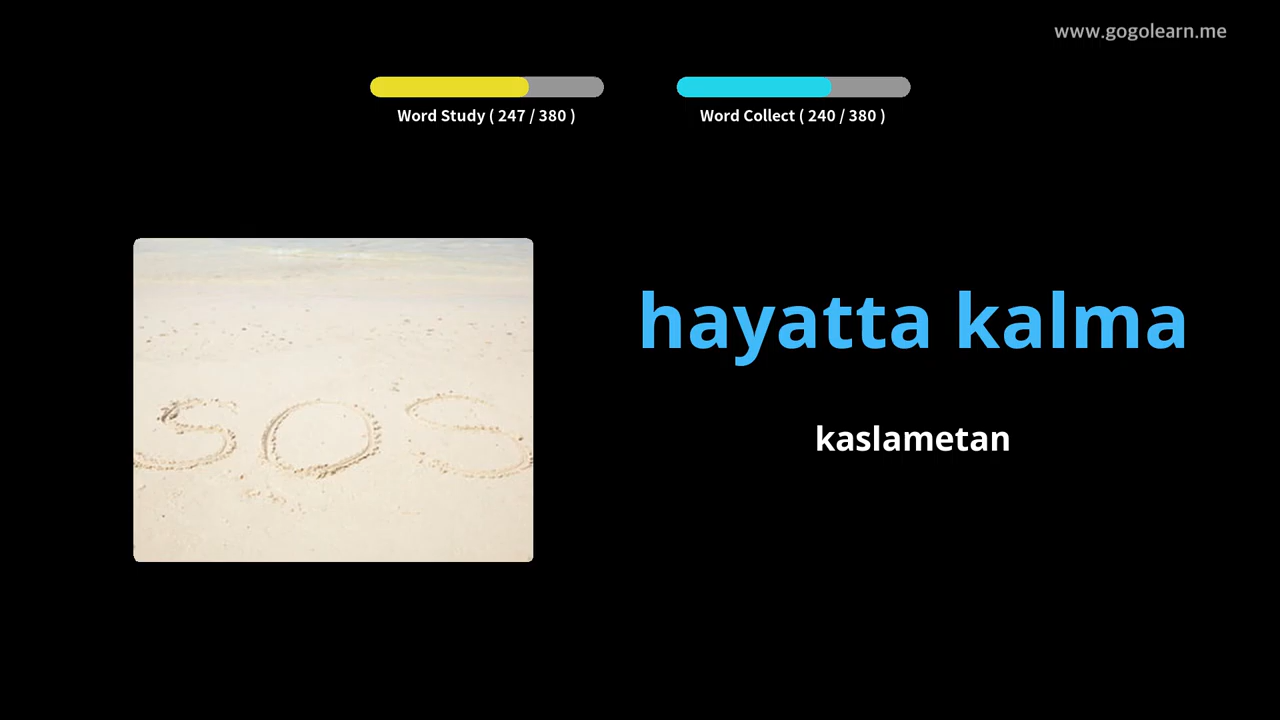 www.gogolearn.me
Word Study ( 247 / 380 )
Word Collect ( 240 / 380 )
hayatta kalma
kaslametan
SOS